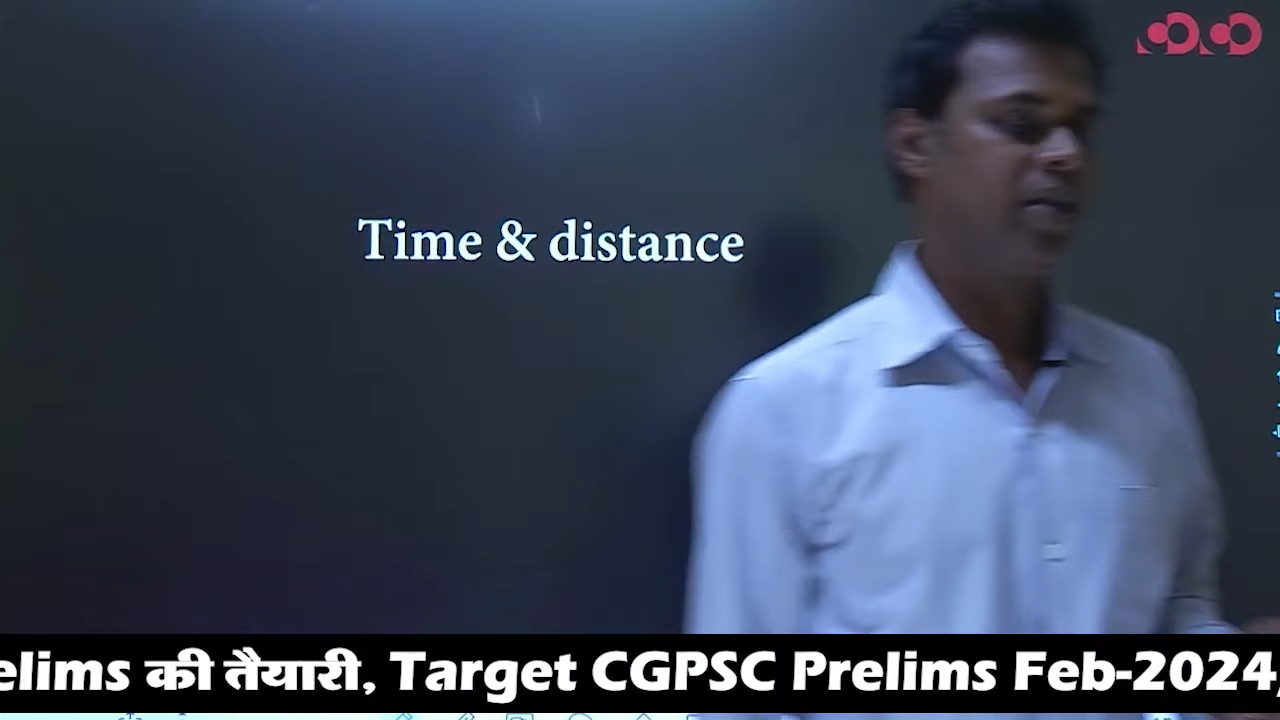 Time & distance
elims की तैयारी, Target CGPSC Prelims Feb-2024,